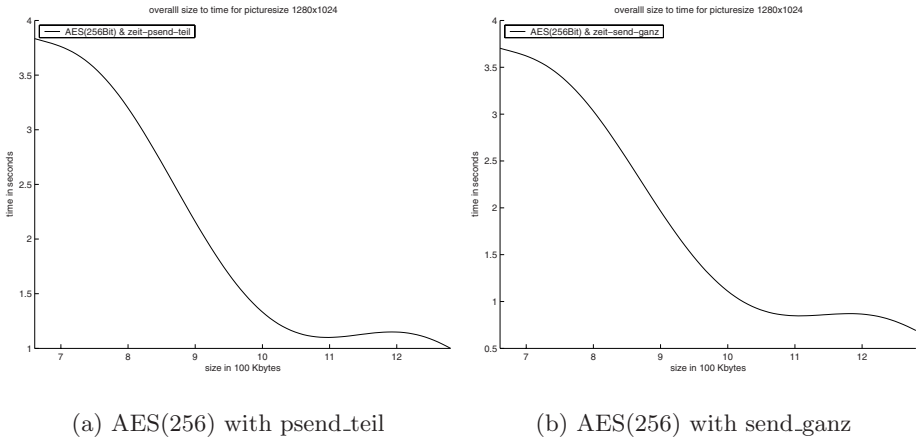 overall size to time for picturesize 1280x1024
AES(256Bit) & zeit-psend-teil
4
3.5
3
2.5
2
1.5
1
time in seconds
7 8 9 10 11 12
size in 100 Kbytes
(a) AES(256) with psend_teil
overall size to time for picturesize 1280x1024
AES(256Bit) & zeit-send-ganz
4
3.5
3
2.5
2
1.5
1
0.5
time in seconds
7 8 9 10 11 12
size in 100 Kbytes
(b) AES(256) with send_ganz